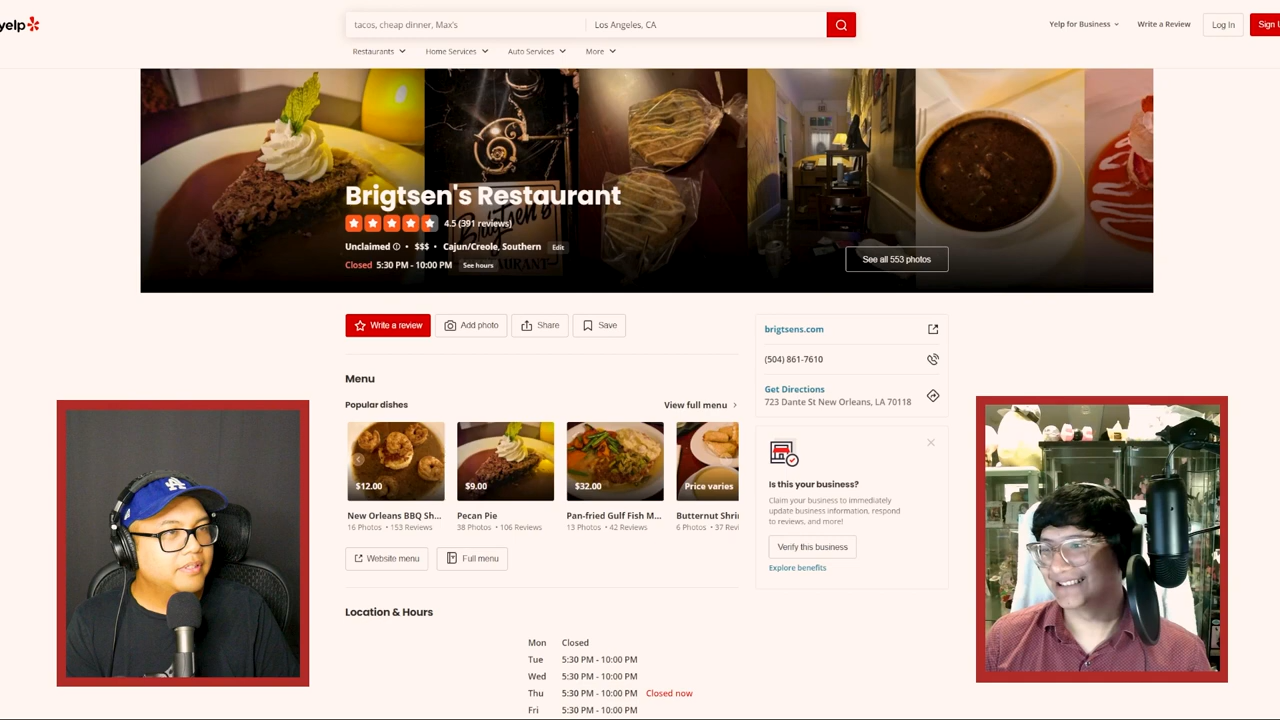 yelp
tacos, cheap dinner, Max's
Los Angeles, CA
Yelp for Business
Write a Review
Log In
Sign
Restaurants
Home Services
Auto Services
More
Brigtsen's Restaurant
4.5 (391 reviews)
Unclaimed • $$$ • Cajun/Creole, Southern Edit
Closed 5:30 PM - 10:00 PM See hours
Brigtsen's
See all 553 photos
Write a review
Add photo
Share
Save
Menu
Popular dishes
View full menu
$12.00
$9.00
$32.00
Price varies
New Orleans BBQ Sh...
Pecan Pie
Pan-fried Gulf Fish M...
Butternut Shri
16 Photos • 153 Reviews
38 Photos • 106 Reviews
13 Photos • 42 Reviews
6 Photos • 37 Revi
Website menu
Full menu
brigtsens.com
(504) 861-7610
Get Directions
723 Dante St New Orleans, LA 70118
Is this your business?
Claim your business to immediately
update business information, respond
to reviews, and more!
Verify this business
Explore benefits
Location & Hours
Mon Closed
Tue 5:30 PM - 10:00 PM
Wed 5:30 PM - 10:00 PM
Thu 5:30 PM - 10:00 PM Closed now
Fri 5:30 PM - 10:00 PM
LA